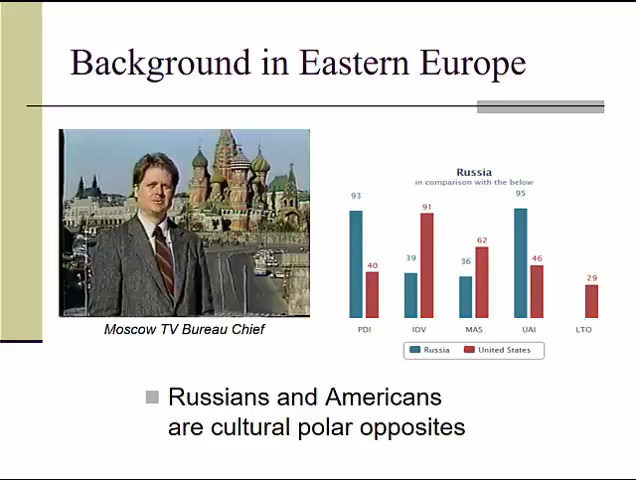 Background in Eastern Europe
Moscow TV Bureau Chief
Russia
in comparison with the below
93
40
39
91
36
62
95
46
29
PDI
IDV
MAS
UAI
LTO
Russia
United States
Russians and Americans
are cultural polar opposites